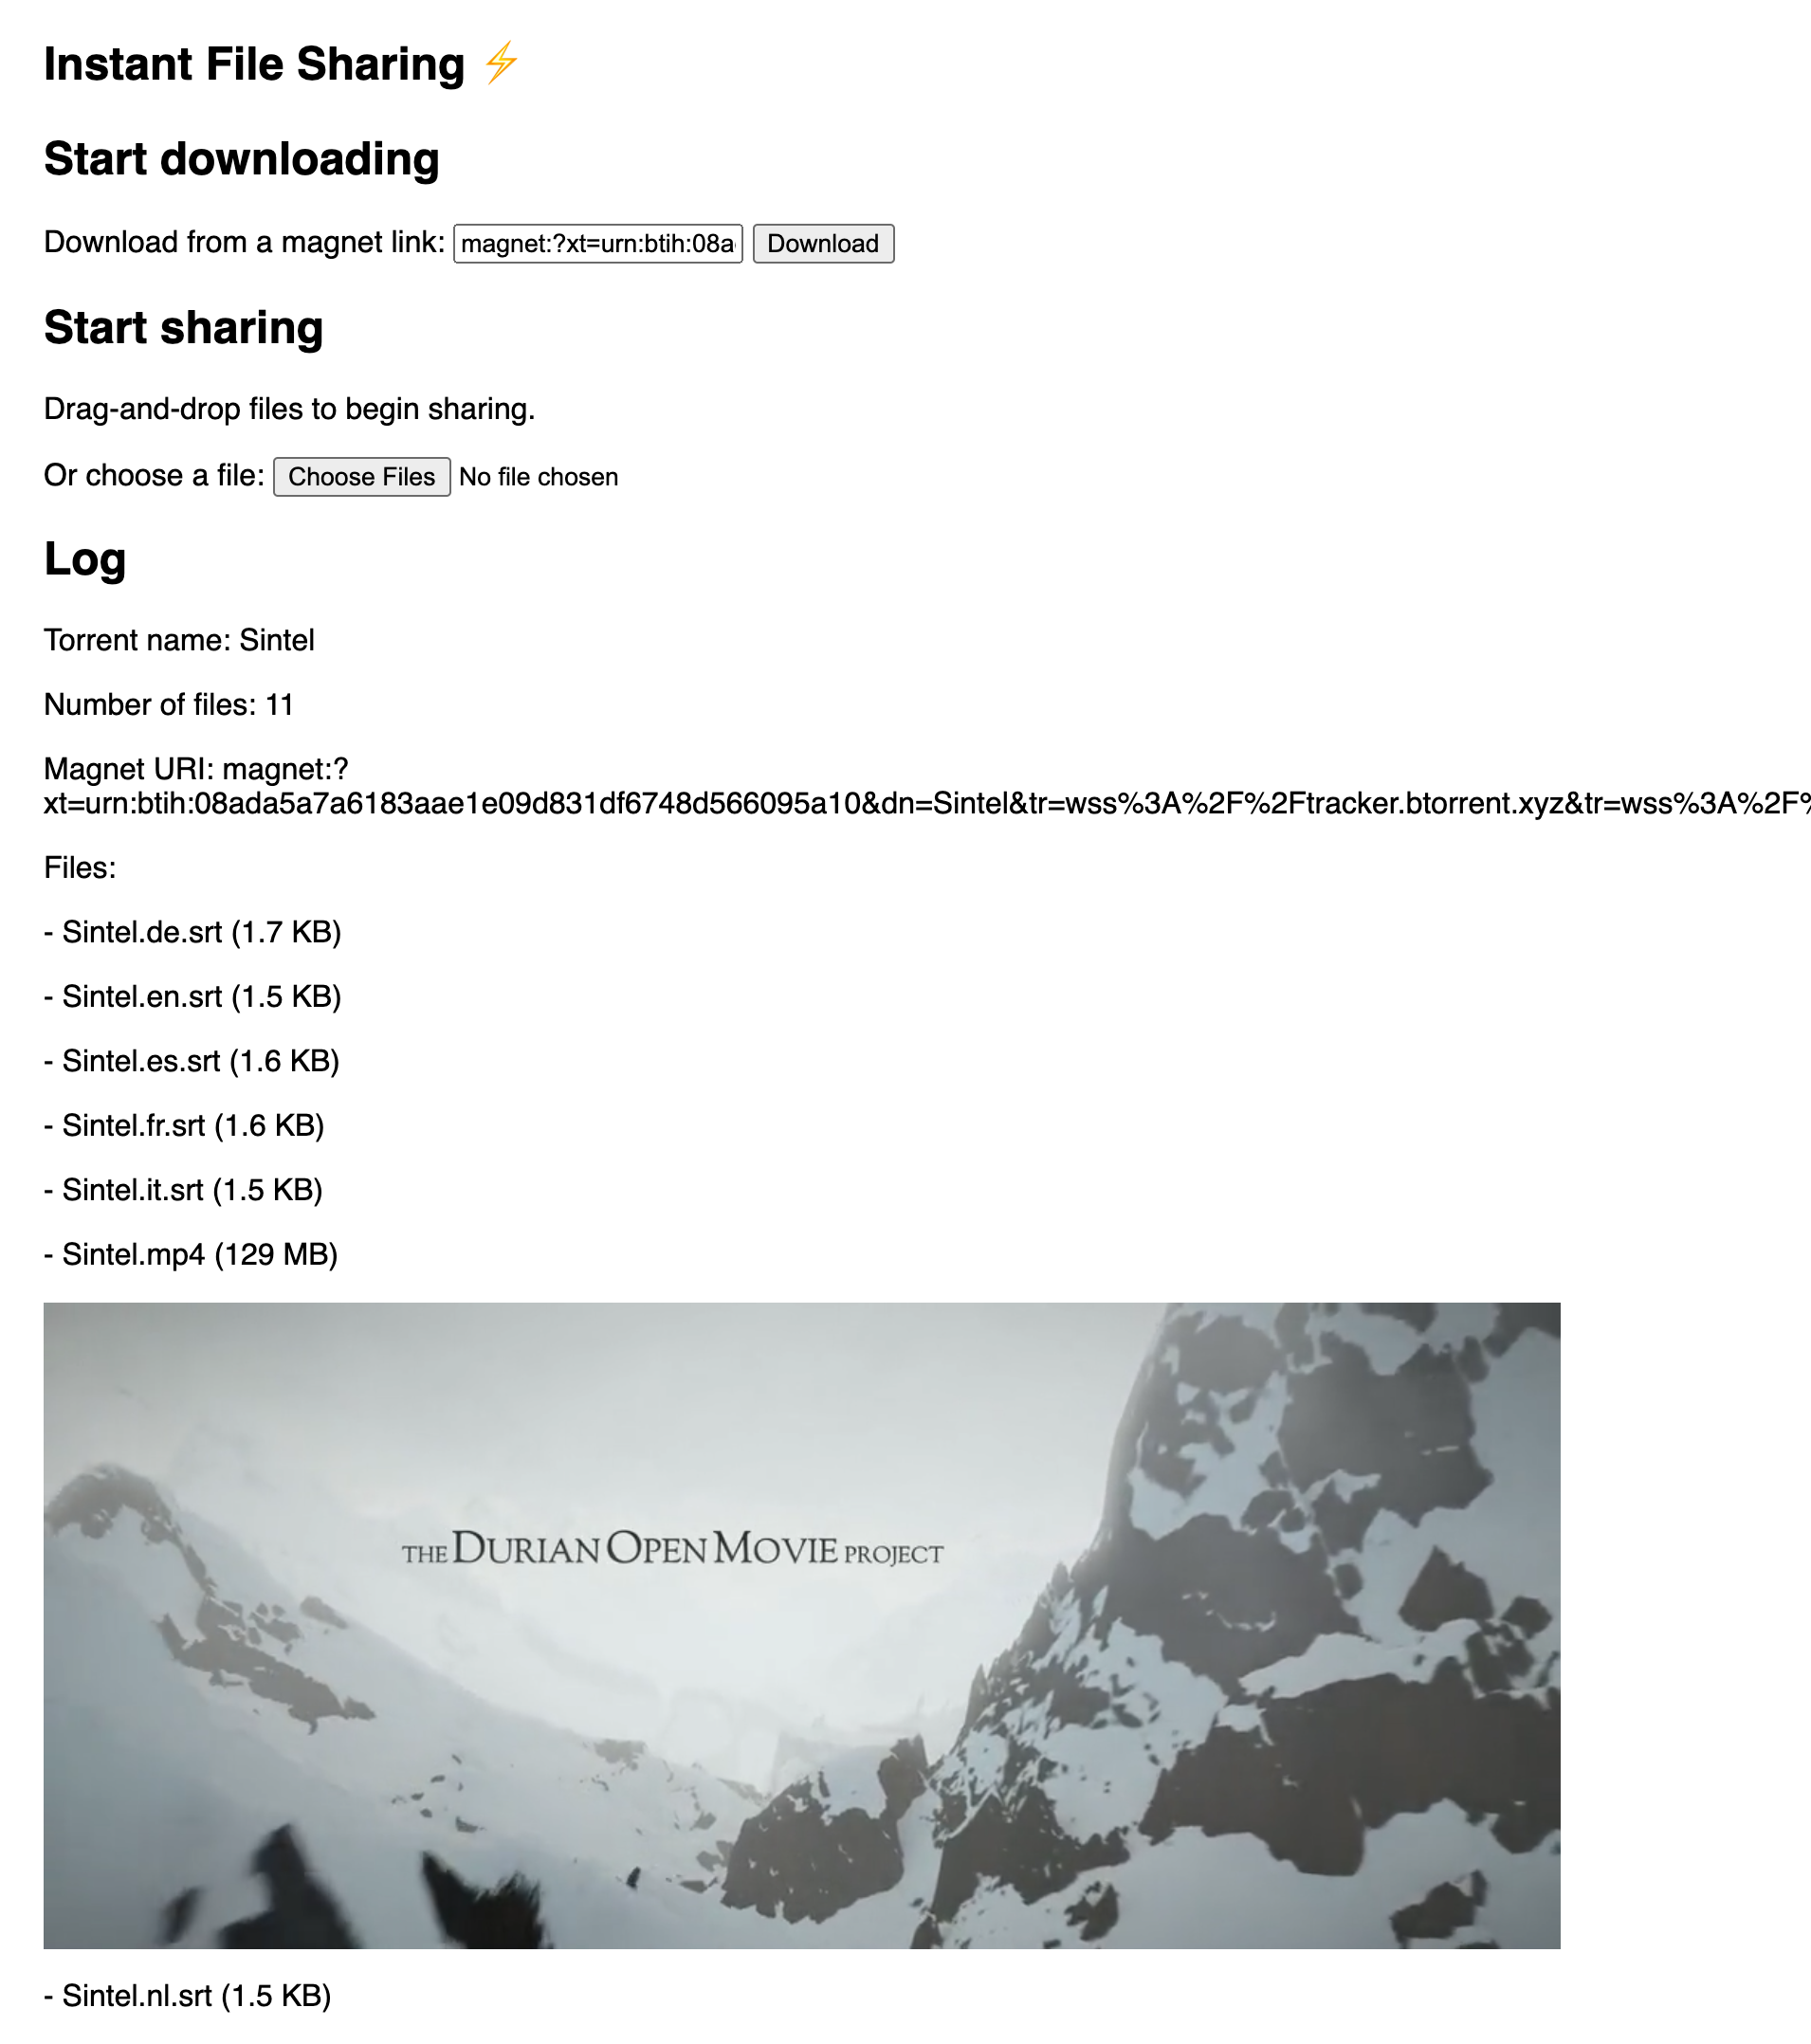 Instant File Sharing ⚡
Start downloading
Download from a magnet link: magnet:?xt=urn:btih:08a Download
Start sharing
Drag-and-drop files to begin sharing.
Or choose a file: Choose Files No file chosen
Log
Torrent name: Sintel
Number of files: 11
Magnet URI: magnet:?
xt=urn:btih:08ada5a7a6183aae1e09d831df6748d566095a10&dn=Sintel&tr=wss%3A%2F%2Ftracker.btorrent.xyz&tr=wss%3A%2F%
Files:
- Sintel.de.srt (1.7 KB)
- Sintel.en.srt (1.5 KB)
- Sintel.es.srt (1.6 KB)
- Sintel.fr.srt (1.6 KB)
- Sintel.it.srt (1.5 KB)
- Sintel.mp4 (129 MB)
THE DURIAN OPEN MOVIE PROJECT
- Sintel.nl.srt (1.5 KB)